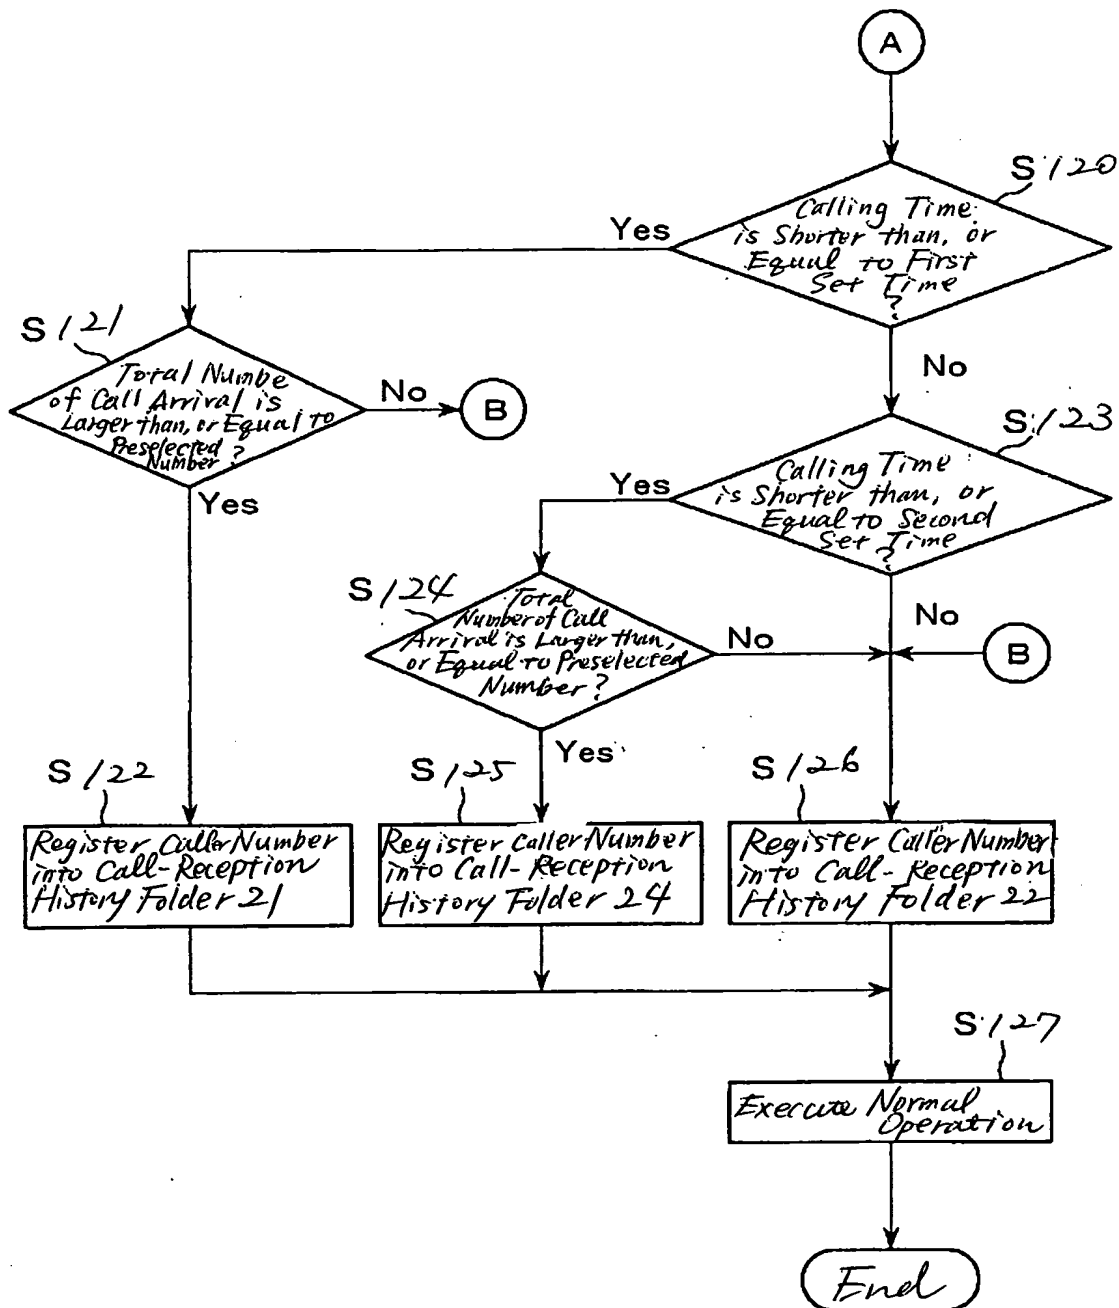 A
S120
Calling Time
is Shorter than, or
Equal to First
Set Time
?
Yes
No
S121
Total Numbe
of Call Arrival is
Larger than, or Equal to
Preselected
Number?
No
B
Yes
S123
Calling Time
is Shorter than, or
Equal to Second
Set Time
?
Yes
No
S124
Total
Number of Call
Arrival is Larger than,
or Equal to Preselected
Number?
No
B
Yes
S122
Register Caller Number
into Call-Reception
History Folder 21
S125
Register Caller Number
into Call-Reception
History Folder 24
S126
Register Caller Number
into Call-Reception
History Folder 22
S127
Execute Normal
Operation
End